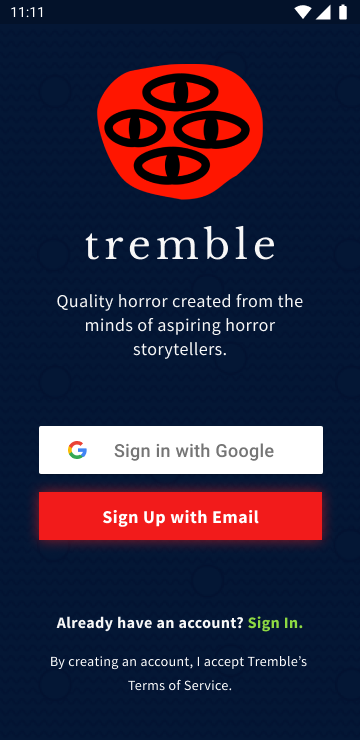 11:11
tremble
Quality horror created from the
minds of aspiring horror
storytellers.
Sign in with Google
Sign Up with Email
Already have an account? Sign In.
By creating an account, I accept Tremble’s
Terms of Service.